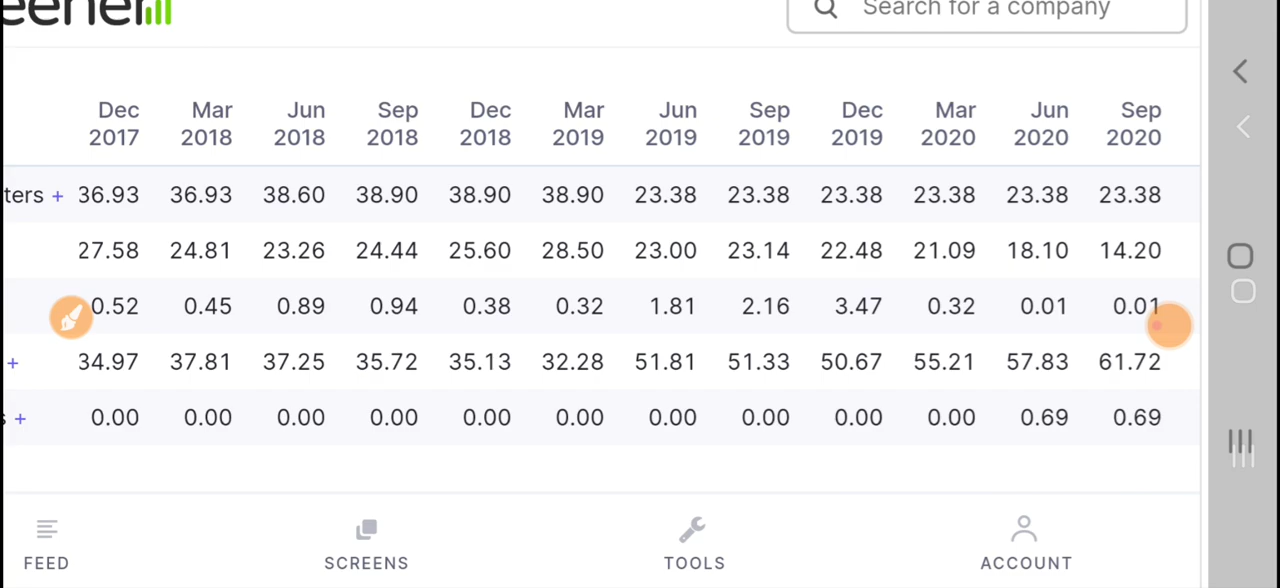 Search for a company
Dec Mar Jun Sep Dec Mar Jun Sep Dec Mar Jun Sep
2017 2018 2018 2018 2018 2019 2019 2019 2019 2020 2020 2020
ters + 36.93 36.93 38.60 38.90 38.90 38.90 23.38 23.38 23.38 23.38 23.38 23.38
27.58 24.81 23.26 24.44 25.60 28.50 23.00 23.14 22.48 21.09 18.10 14.20
0.52 0.45 0.89 0.94 0.38 0.32 1.81 2.16 3.47 0.32 0.01 0.01
+ 34.97 37.81 37.25 35.72 35.13 32.28 51.81 51.33 50.67 55.21 57.83 61.72
s + 0.00 0.00 0.00 0.00 0.00 0.00 0.00 0.00 0.00 0.00 0.69 0.69
FEED SCREENS TOOLS ACCOUNT